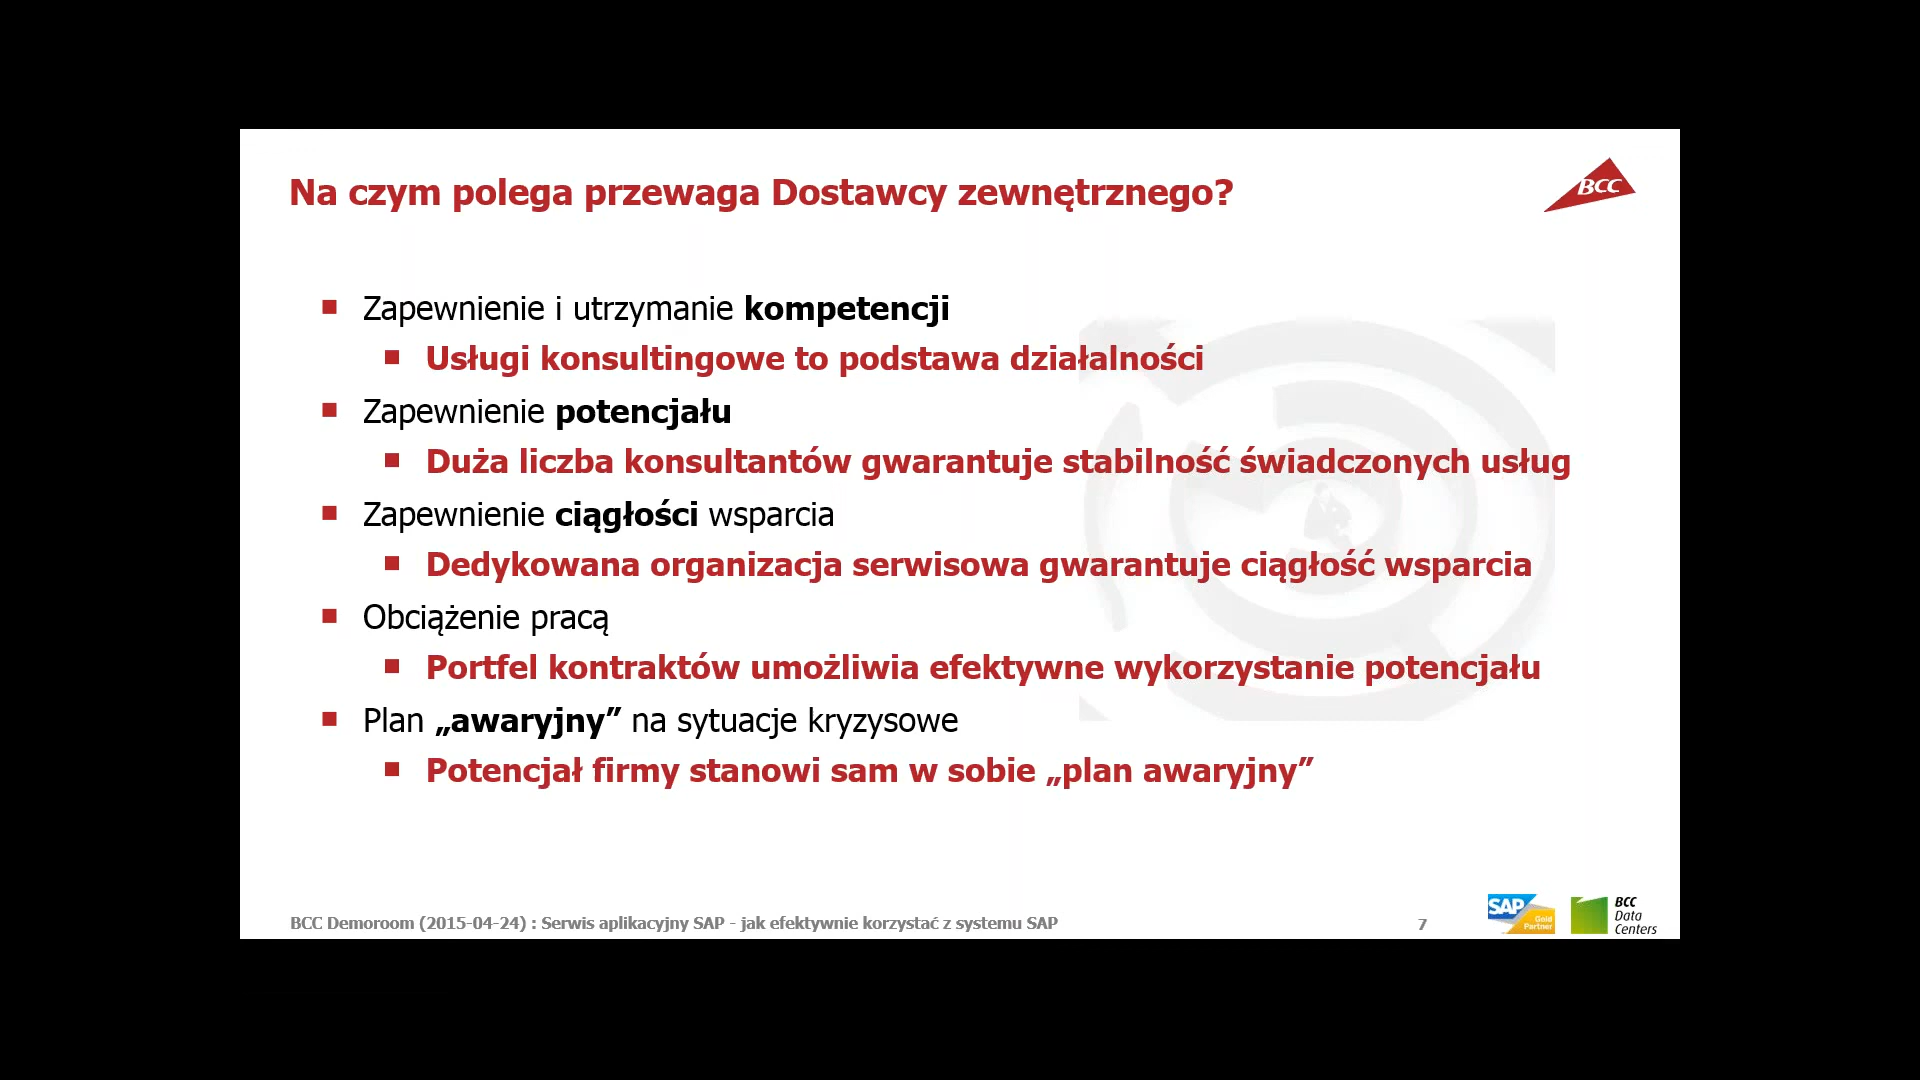 Na czym polega przewaga Dostawcy zewnętrznego?
BCC
Zapewnienie i utrzymanie kompetencji
Usługi konsultingowe to podstawa działalności
Zapewnienie potencjału
Duża liczba konsultantów gwarantuje stabilność świadczonych usług
Zapewnienie ciągłości wsparcia
Dedykowana organizacja serwisowa gwarantuje ciągłość wsparcia
Obciążenie pracą
Portfel kontraktów umożliwia efektywne wykorzystanie potencjału
Plan „awaryjny” na sytuacje kryzysowe
Potencjał firmy stanowi sam w sobie „plan awaryjny”
BCC Demoroom (2015-04-24) : Serwis aplikacyjny SAP - jak efektywnie korzystać z systemu SAP
7
SAP
Gold
Partner
BCC
Data
Centers